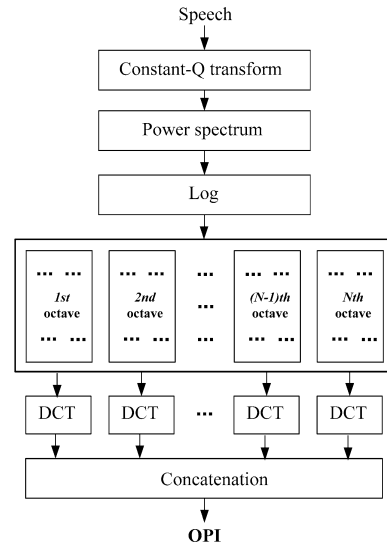 Speech
Constant-Q transform
Power spectrum
Log
... ... ... ... ... ... ... ... ...
1st 2nd (N-1)th Nth
octave octave ... octave octave
... ... ... ... ... ... ... ...
DCT DCT ... DCT DCT
Concatenation
OPI